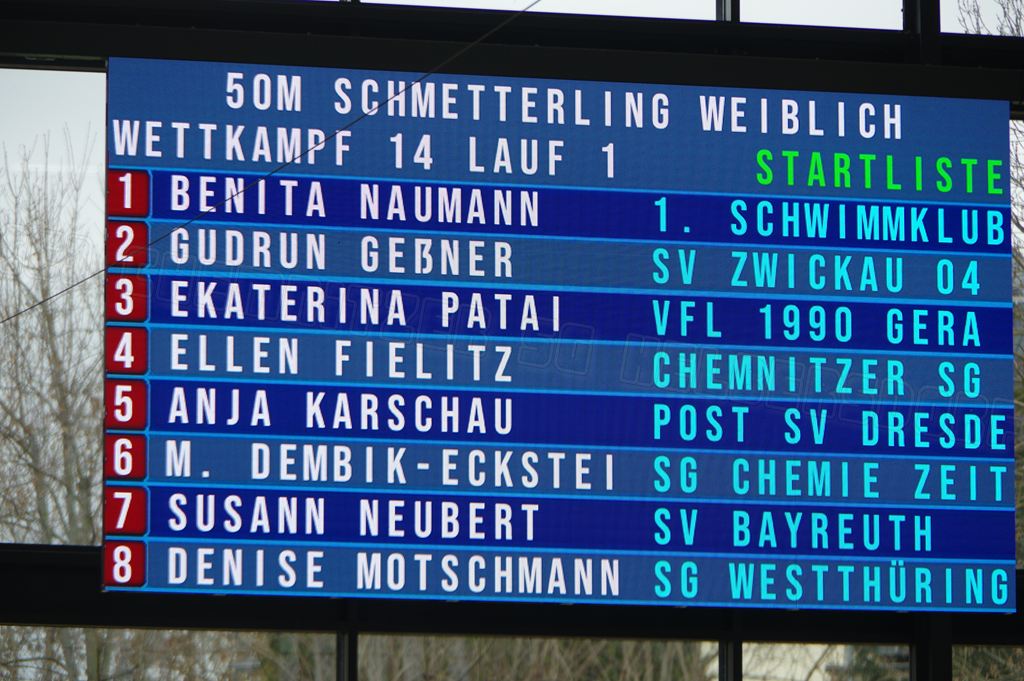 50M SCHMETTERLING WEIBLICH
WETTKAMPF 14 LAUF 1 STARTLISTE
1 BENITA NAUMANN 1. SCHWIMMKLUB
2 GUDRUN GEßNER SV ZWICKAU 04
3 EKATERINA PATAI VFL 1990 GERA
4 ELLEN FIELITZ CHEMNITZER SG
5 ANJA KARSCHAU POST SV DRESDE
6 M. DEMBIK-ECKSTEI SG CHEMIE ZEIT
7 SUSANN NEUBERT SV BAYREUTH
8 DENISE MOTSCHMANN SG WESTTHÜRING